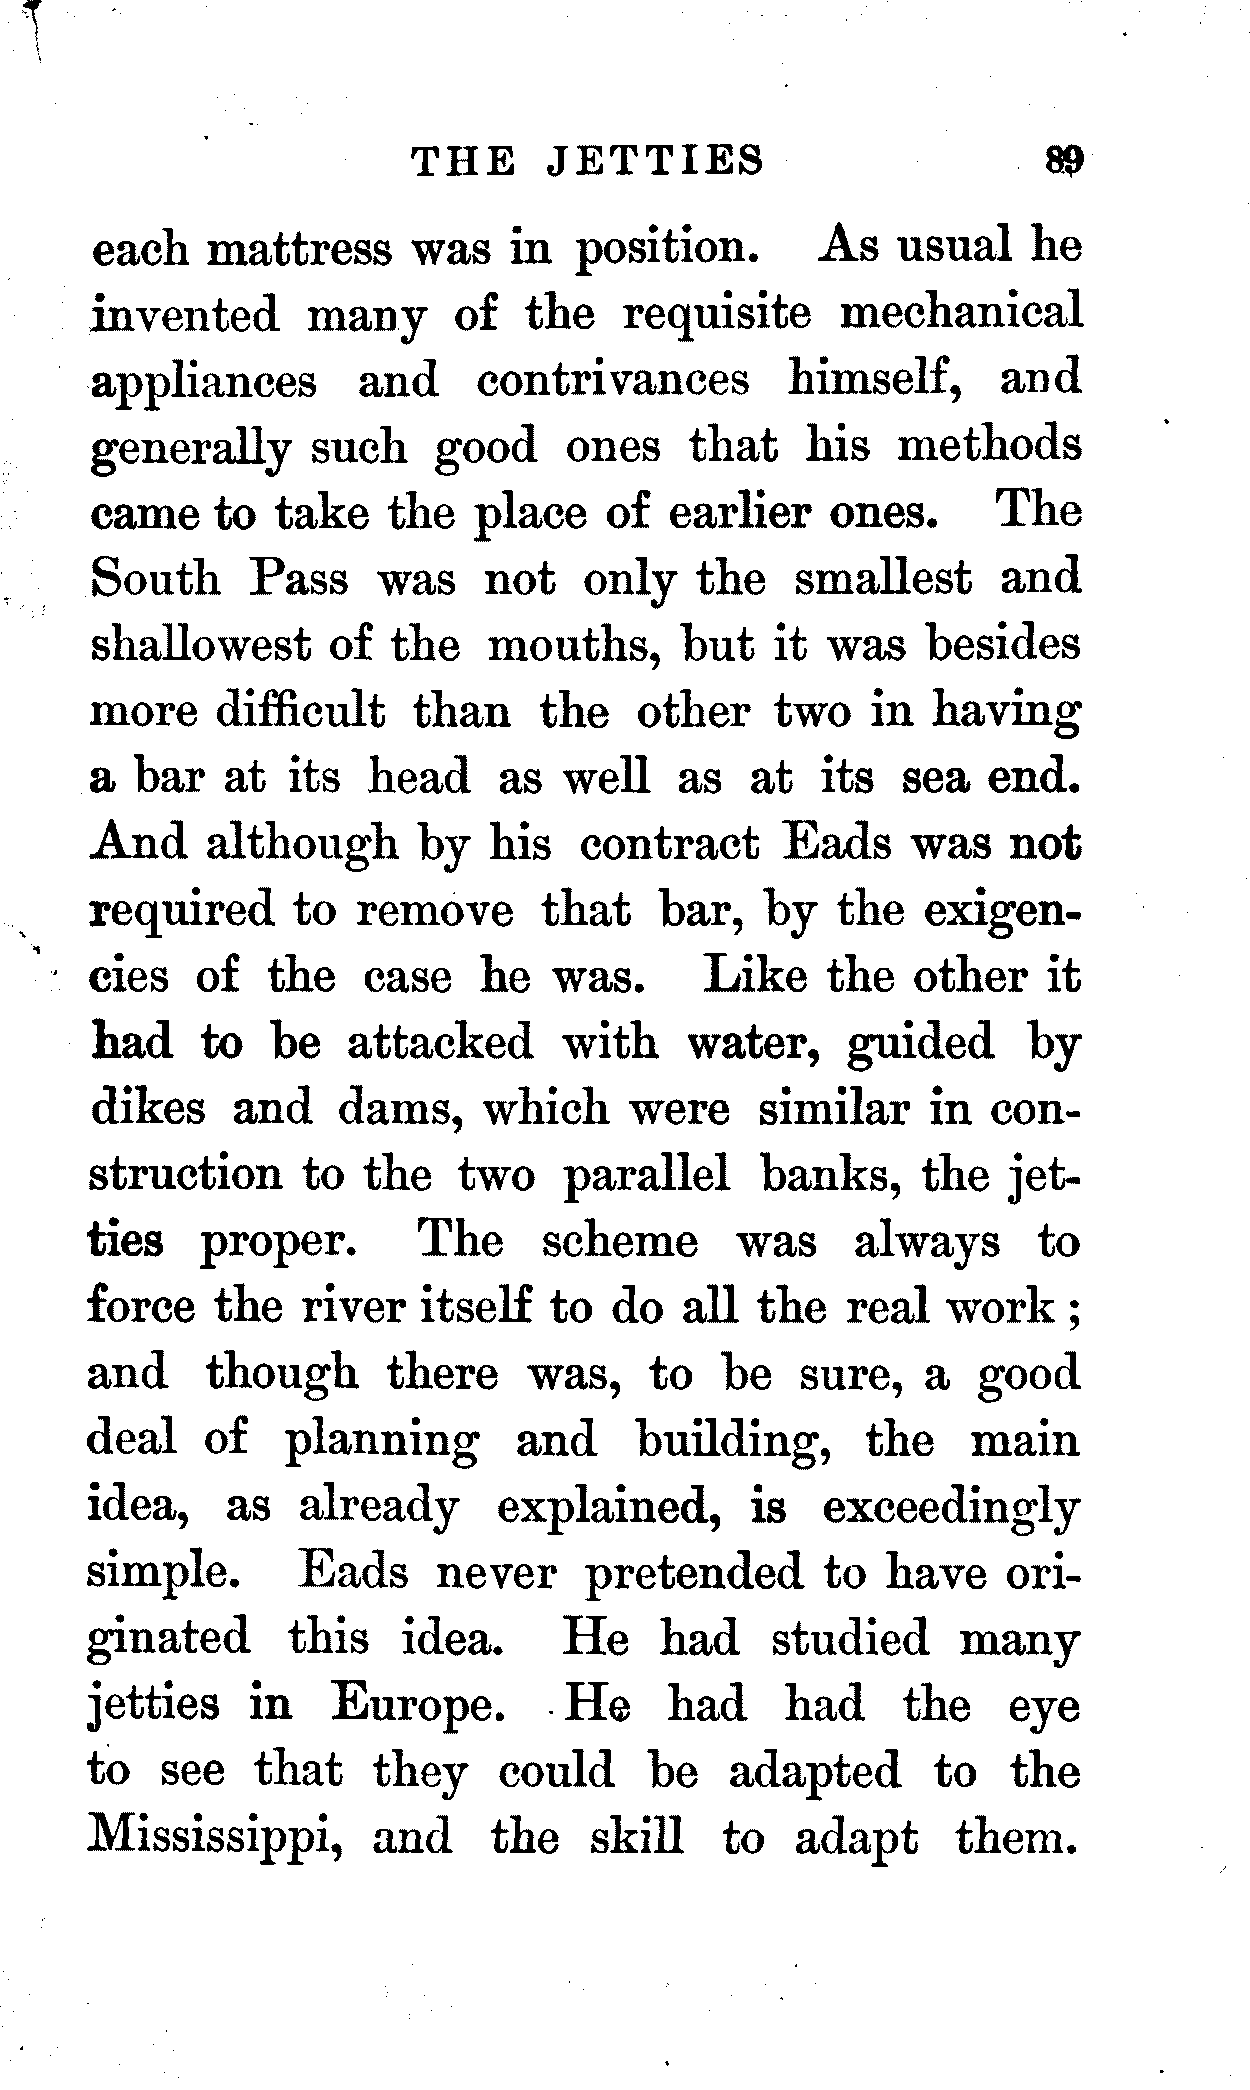 THE JETTIES 89
each mattress was in position. As usual he
invented many of the requisite mechanical
appliances and contrivances himself, and
generally such good ones that his methods
came to take the place of earlier ones. The
South Pass was not only the smallest and
shallowest of the mouths, but it was besides
more difficult than the other two in having
a bar at its head as well as at its sea end.
And although by his contract Eads was not
required to remove that bar, by the exigen-
cies of the case he was. Like the other it
had to be attacked with water, guided by
dikes and dams, which were similar in con-
struction to the two parallel banks, the jet-
ties proper. The scheme was always to
force the river itself to do all the real work ;
and though there was, to be sure, a good
deal of planning and building, the main
idea, as already explained, is exceedingly
simple. Eads never pretended to have ori-
ginated this idea. He had studied many
jetties in Europe. He had had the eye
to see that they could be adapted to the
Mississippi, and the skill to adapt them.